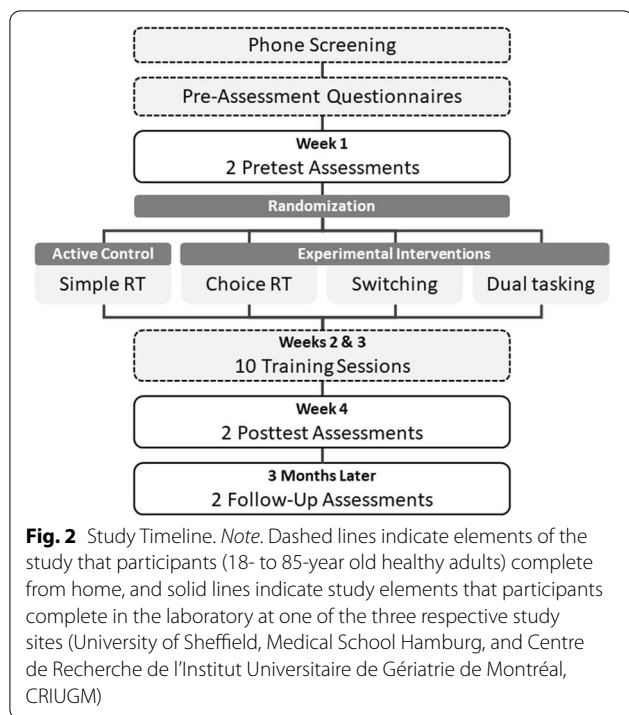 Phone Screening
Pre-Assessment Questionnaires
Week 1
2 Pretest Assessments
Randomization
Active Control
Experimental Interventions
Simple RT
Choice RT
Switching
Dual tasking
Weeks 2 & 3
10 Training Sessions
Week 4
2 Posttest Assessments
3 Months Later
2 Follow-Up Assessments
Fig. 2 Study Timeline. Note. Dashed lines indicate elements of the
study that participants (18- to 85-year old healthy adults) complete
from home, and solid lines indicate study elements that participants
complete in the laboratory at one of the three respective study
sites (University of Sheffield, Medical School Hamburg, and Centre
de Recherche de l'Institut Universitaire de Gériatrie de Montréal,
CRIUGM)